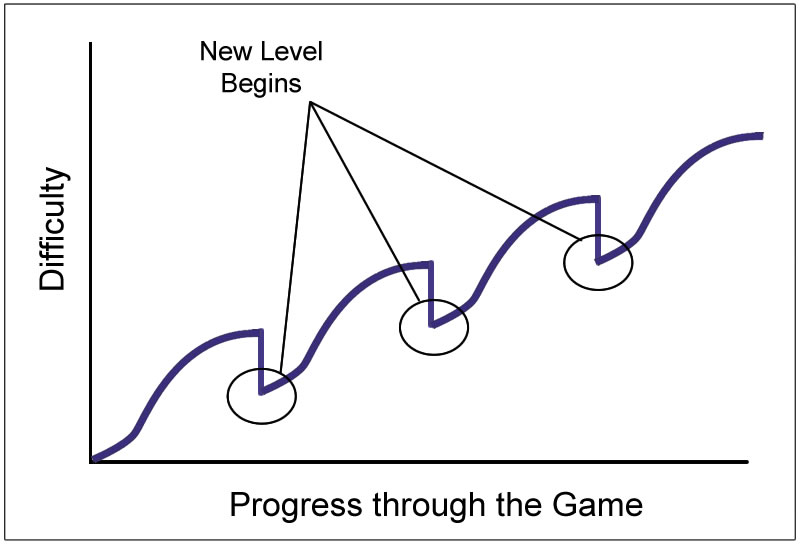 New Level
Begins
Difficulty
Progress through the Game